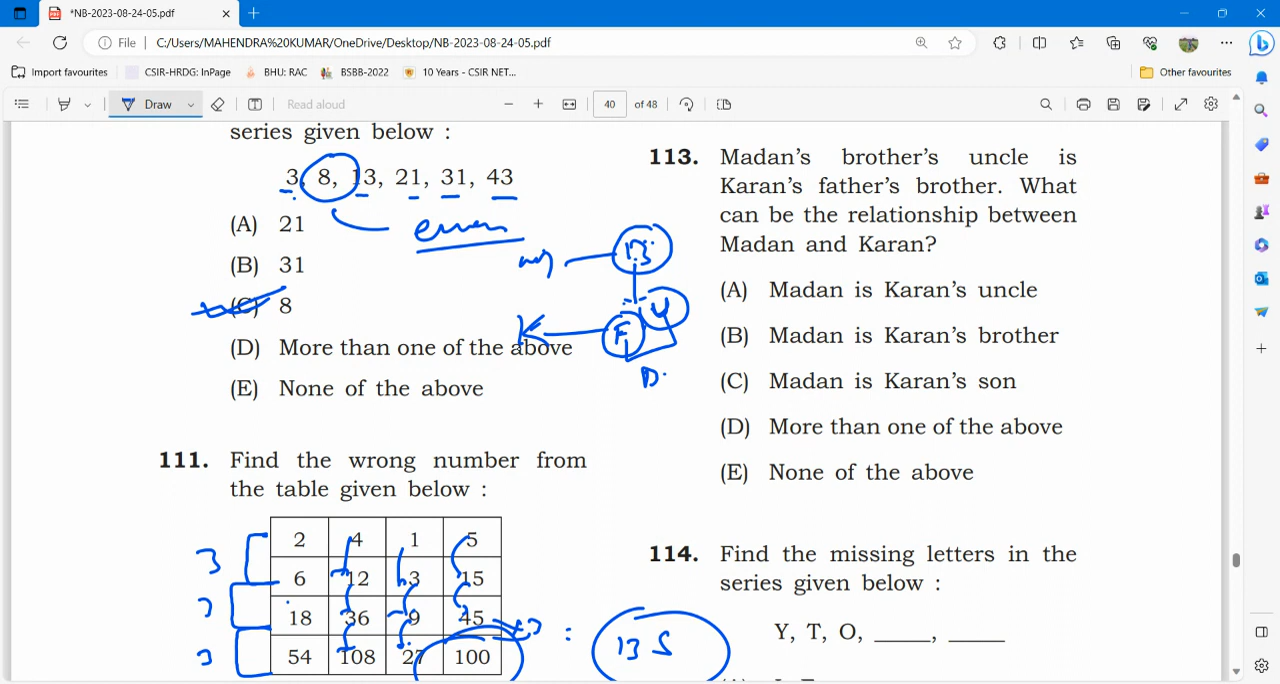 *NB-2023-08-24-05.pdf
File | C:/Users/MAHENDRA%20KUMAR/OneDrive/Desktop/NB-2023-08-24-05.pdf
Import favourites CSIR-HRDG: InPage BHU: RAC BSBB-2022 10 Years - CSIR NET... Other favourites
Draw Read aloud 40 of 48
series given below :
3, 8, 13, 21, 31, 43
(A) 21
(B) 31
(C) 8
(D) More than one of the above
(E) None of the above
111. Find the wrong number from
the table given below :
2 4 1 5
6 12 3 15
18 36 9 45
54 108 27 100
3
3
3
135
F
U
K
113. Madan's brother's uncle is
Karan's father's brother. What
can be the relationship between
Madan and Karan?
(A) Madan is Karan's uncle
(B) Madan is Karan's brother
(C) Madan is Karan's son
(D) More than one of the above
(E) None of the above
114. Find the missing letters in the
series given below :
Y, T, O, ____, ____